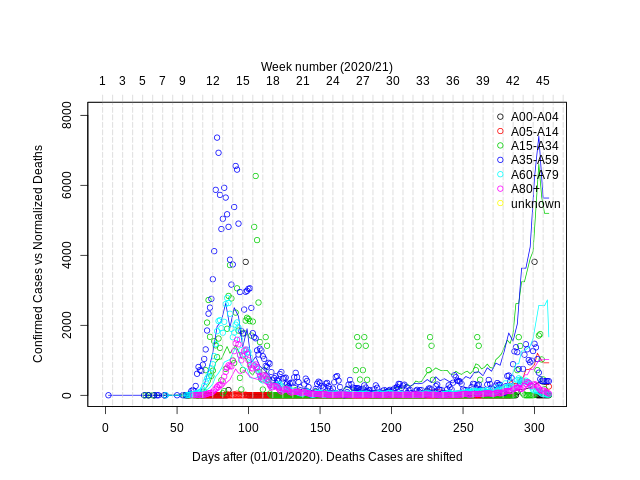 Week number (2020/21)
1 3 5 7 9 12 15 18 21 24 27 30 33 36 39 42 45
Confirmed Cases vs Normalized Deaths
8000
6000
4000
2000
0
A00-A04
A05-A14
A15-A34
A35-A59
A60-A79
A80+
unknown
0 50 100 150 200 250 300
Days after (01/01/2020). Deaths Cases are shifted